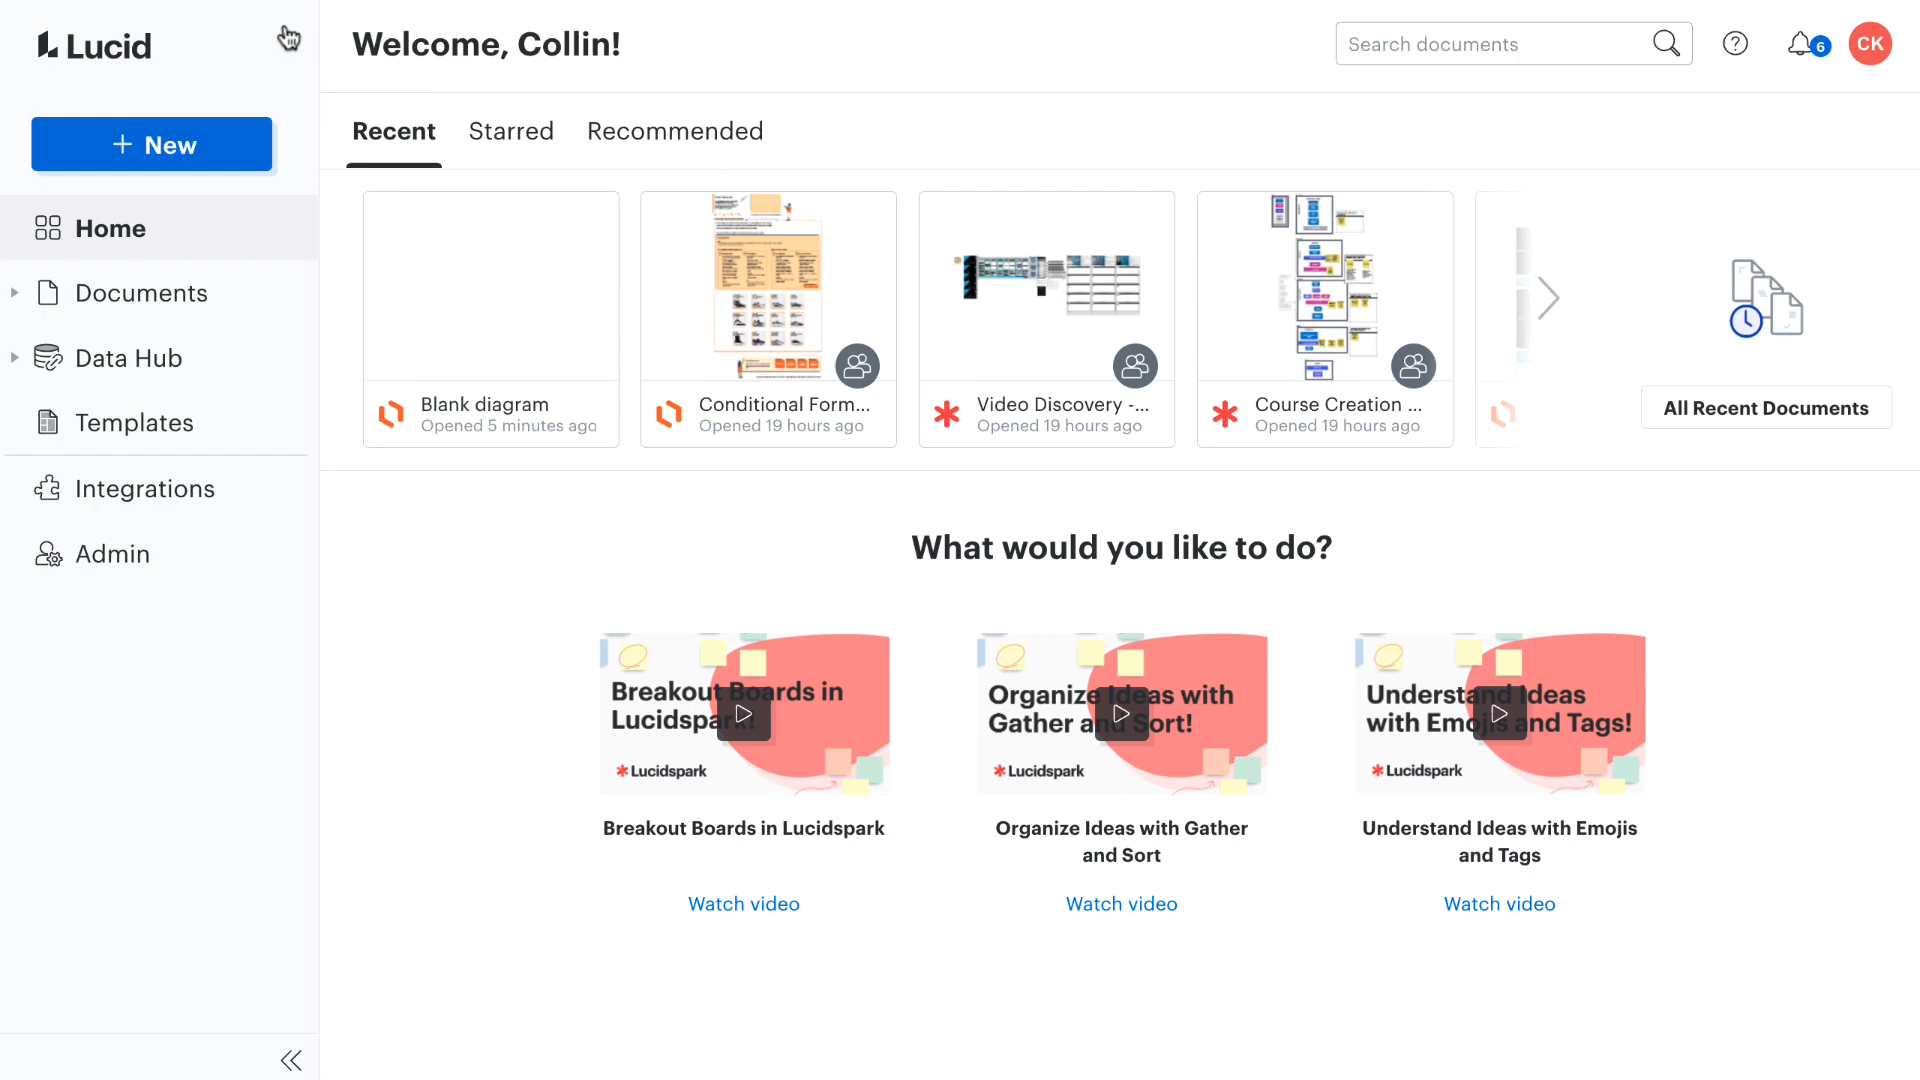 Lucid
Welcome, Collin!
Search documents
6
CK
+ New
Recent
Starred
Recommended
Home
Documents
Data Hub
Templates
Integrations
Admin
Blank diagram
Opened 5 minutes ago
Conditional Form...
Opened 19 hours ago
Video Discovery -...
Opened 19 hours ago
Course Creation ...
Opened 19 hours ago
All Recent Documents
What would you like to do?
Breakout Boards in
Lucidspark!
Lucidspark
Organize Ideas with
Gather and Sort!
Lucidspark
Understand Ideas
with Emojis and Tags!
Lucidspark
Breakout Boards in Lucidspark
Organize Ideas with Gather
and Sort
Understand Ideas with Emojis
and Tags
Watch video
Watch video
Watch video